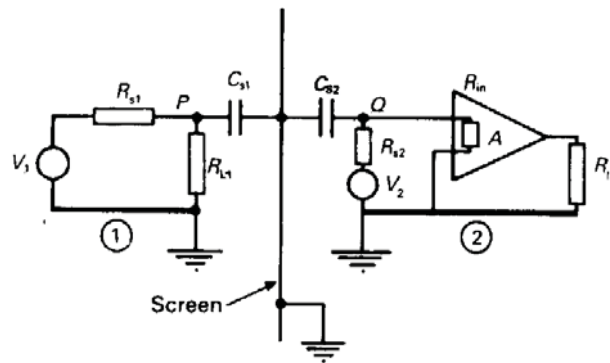 R_s1
P
C_s1
C_s2
Q
R_in
A
V_1
R_L1
R_s2
V_2
R_L
1
2
Screen